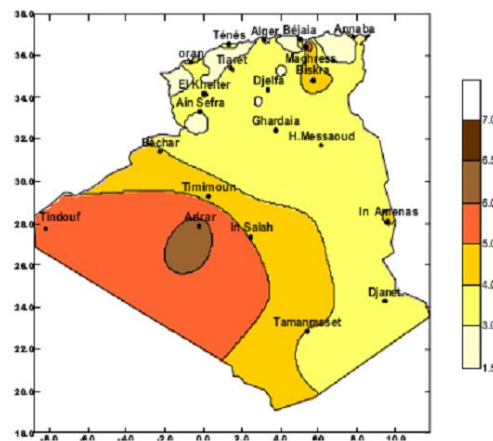 38.0
36.0
34.0
32.0
30.0
28.0
26.0
24.0
22.0
20.0
18.0
Ténés Alger Béjaia Annaba
oran Tiaret Maghress
Djelfa Biskra
El Kheiter
Ain Sefra
Ghardaia H.Messaoud
Béchar
Timimoun
Tindouf Adrar In Salah In Amenas
Djanet
Tamanrasset
-8.0 -6.0 -4.0 -2.0 0.0 2.0 4.0 6.0 8.0 10.0
7.0
6.5
6.0
5.0
4.0
3.0
1.5